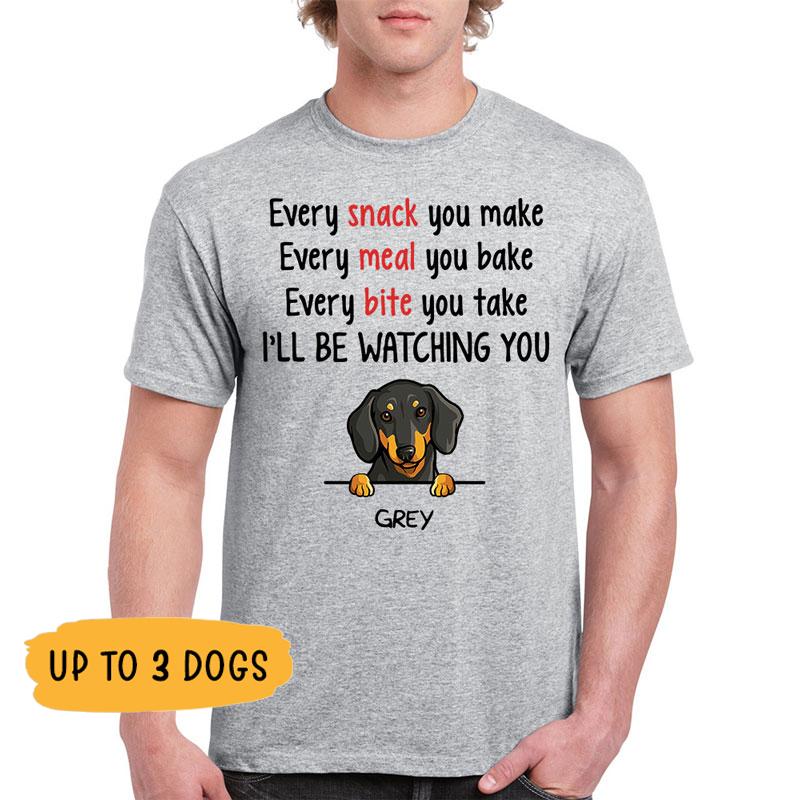 Every snack you make
Every meal you bake
Every bite you take
I'LL BE WATCHING YOU
GREY
UP TO 3 DOGS